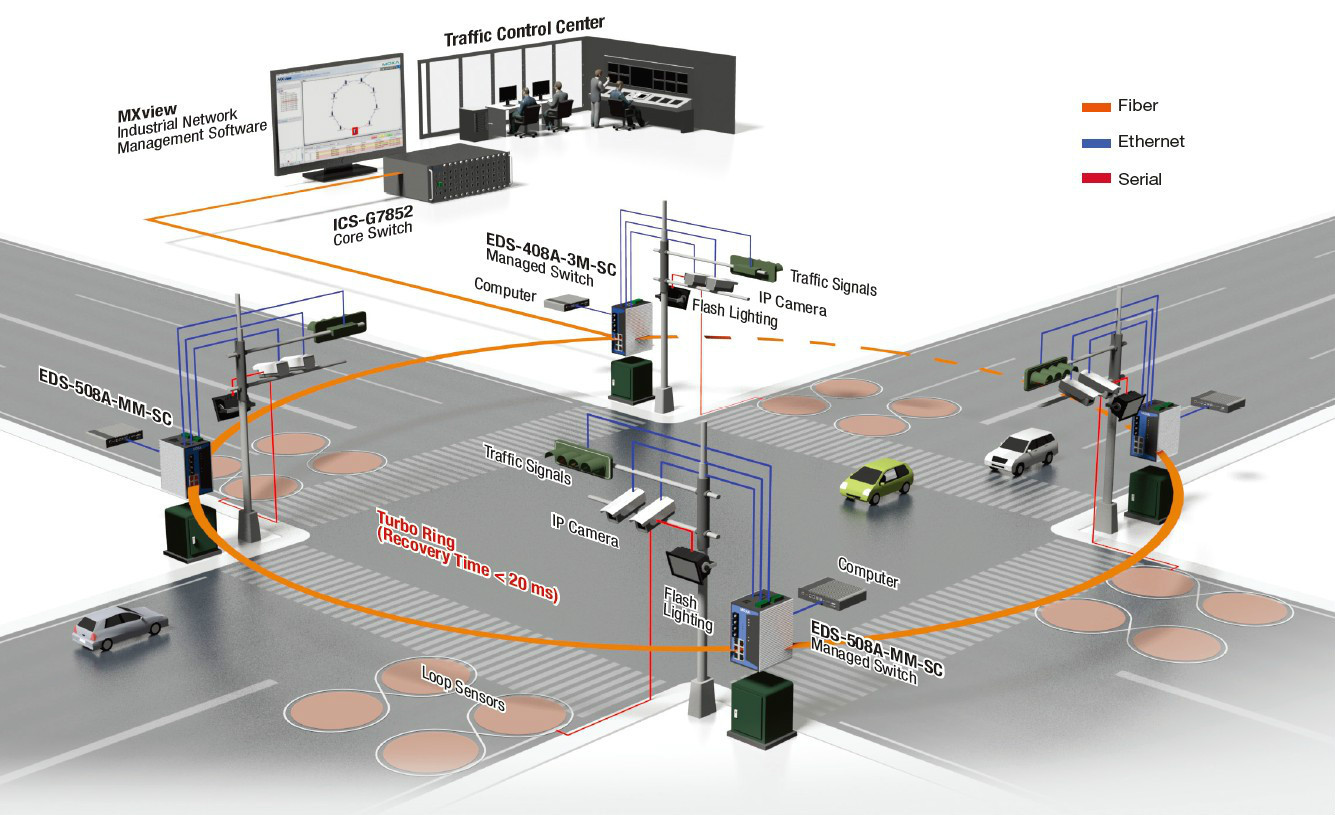 Traffic Control Center
MXview
Industrial Network
Management Software
Fiber
Ethernet
Serial
ICS-G7852
Core Switch
EDS-408A-3M-SC
Managed Switch
Computer
Traffic Signals
IP Camera
Flash Lighting
EDS-508A-MM-SC
Traffic Signals
IP Camera
Turbo Ring
(Recovery Time < 20 ms)
Flash
Lighting
Computer
EDS-508A-MM-SC
Managed Switch
Loop Sensors